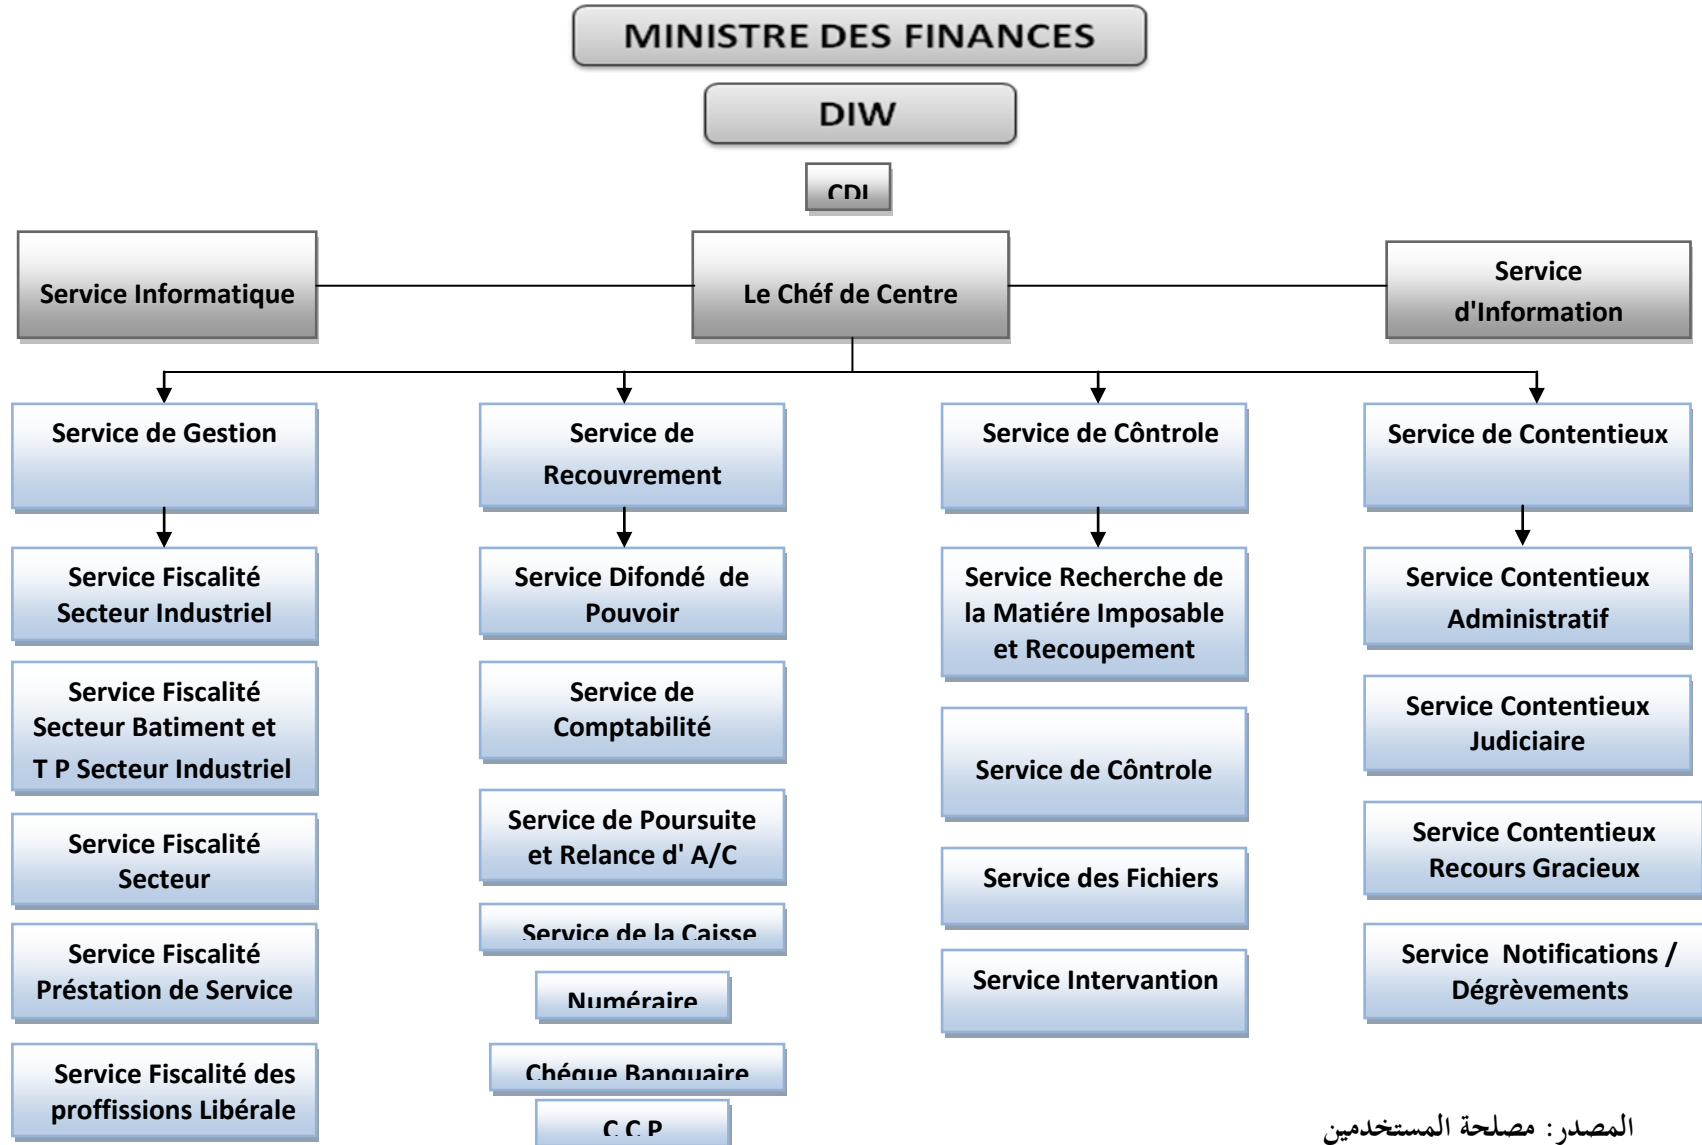 MINISTRE DES FINANCES
DIW
CDI
Service Informatique
Le Chéf de Centre
Service
d'Information
Service de Gestion
Service de
Recouvrement
Service de Côntrole
Service de Contentieux
Service Fiscalité
Secteur Industriel
Service Fiscalité
Secteur Batiment et
T P Secteur Industriel
Service Fiscalité
Secteur
Service Fiscalité
Préstation de Service
Service Fiscalité des
proffissions Libérale
Service Difondé de
Pouvoir
Service de
Comptabilité
Service de Poursuite
et Relance d' A/C
Service de la Caisse
Numéraire
Chéque Banquaire
C C P
Service Recherche de
la Matiére Imposable
et Recoupement
Service de Côntrole
Service des Fichiers
Service Intervantion
Service Contentieux
Administratif
Service Contentieux
Judiciaire
Service Contentieux
Recours Gracieux
Service Notifications /
Dégrèvements
المصدر: مصلحة المستخدمين